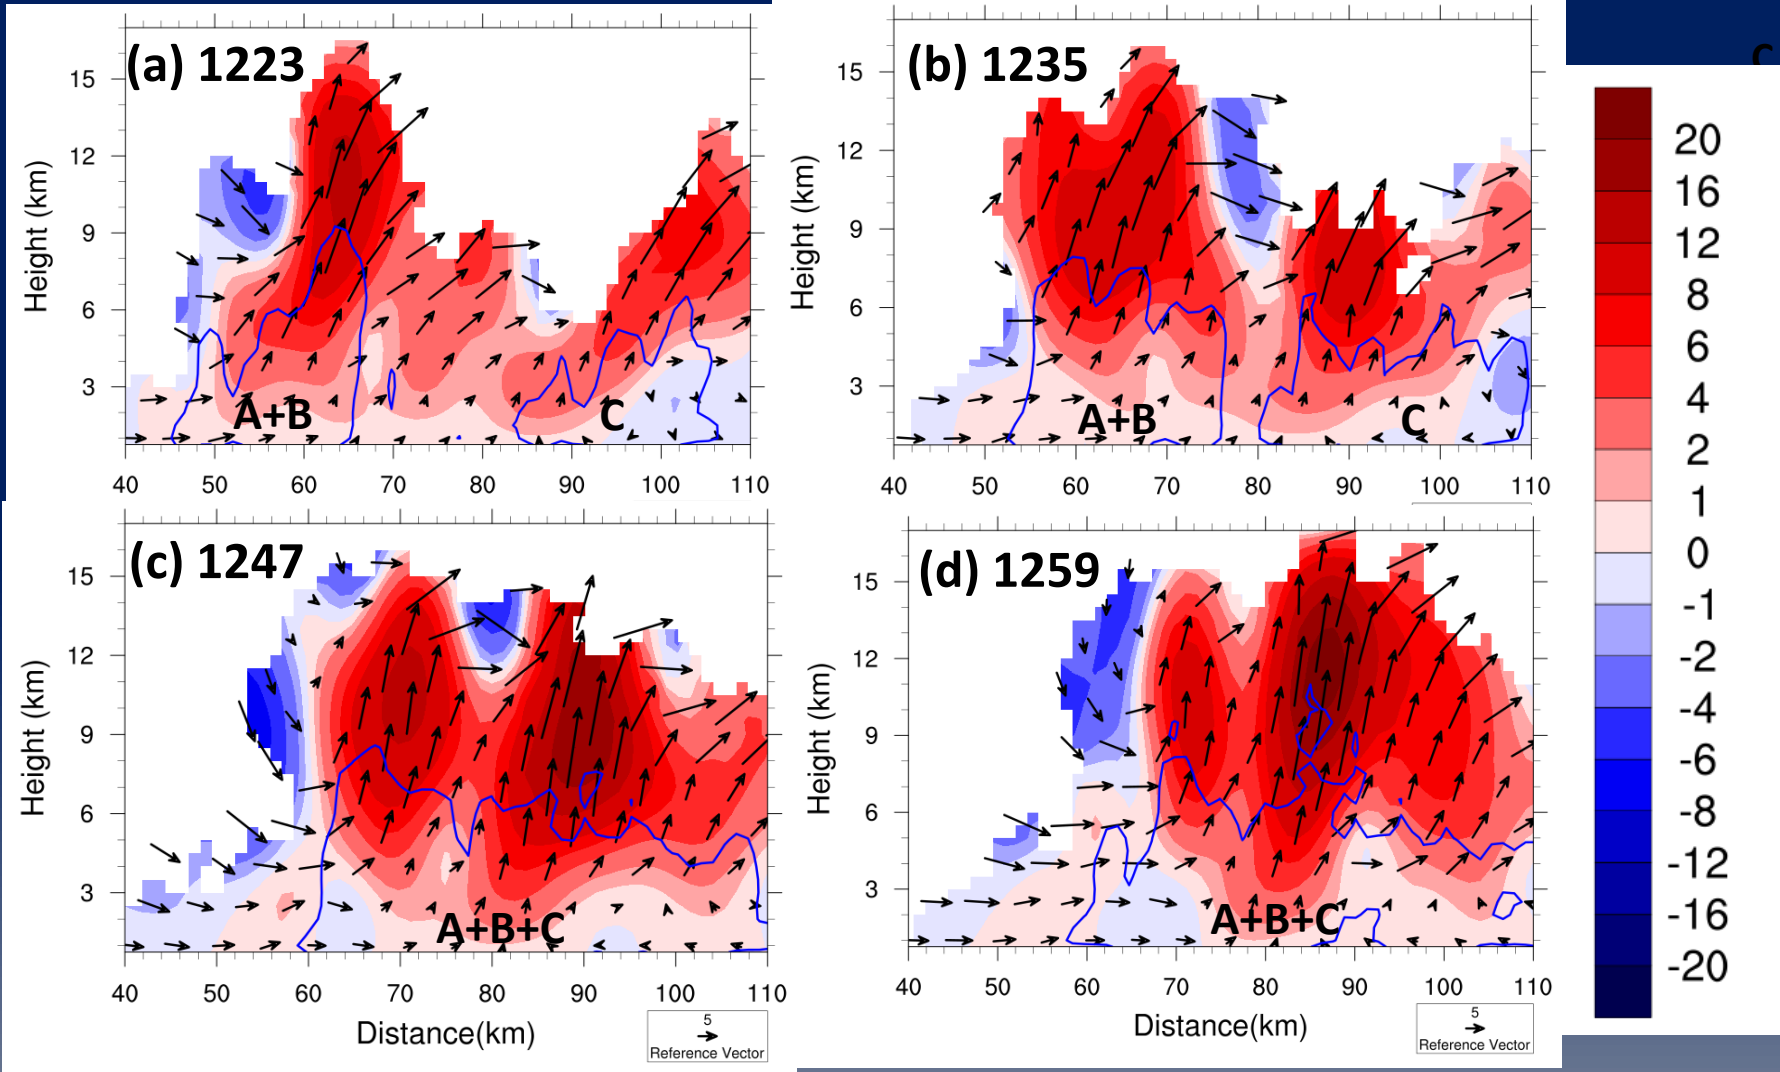 (a) 1223
Height (km)
15
12
9
6
3
A+B
C
40 50 60 70 80 90 100 110
(b) 1235
Height (km)
15
12
9
6
3
A+B
C
50 60 70 80 90 100 110
(c) 1247
Height (km)
15
12
9
6
3
A+B+C
40 50 60 70 80 90 100 110
Distance(km)
5
Reference Vector
(d) 1259
Height (km)
15
12
9
6
3
A+B+C
40 50 60 70 80 90 100 110
Distance(km)
5
Reference Vector
C
20
16
12
8
6
4
2
1
0
-1
-2
-4
-6
-8
-12
-16
-20